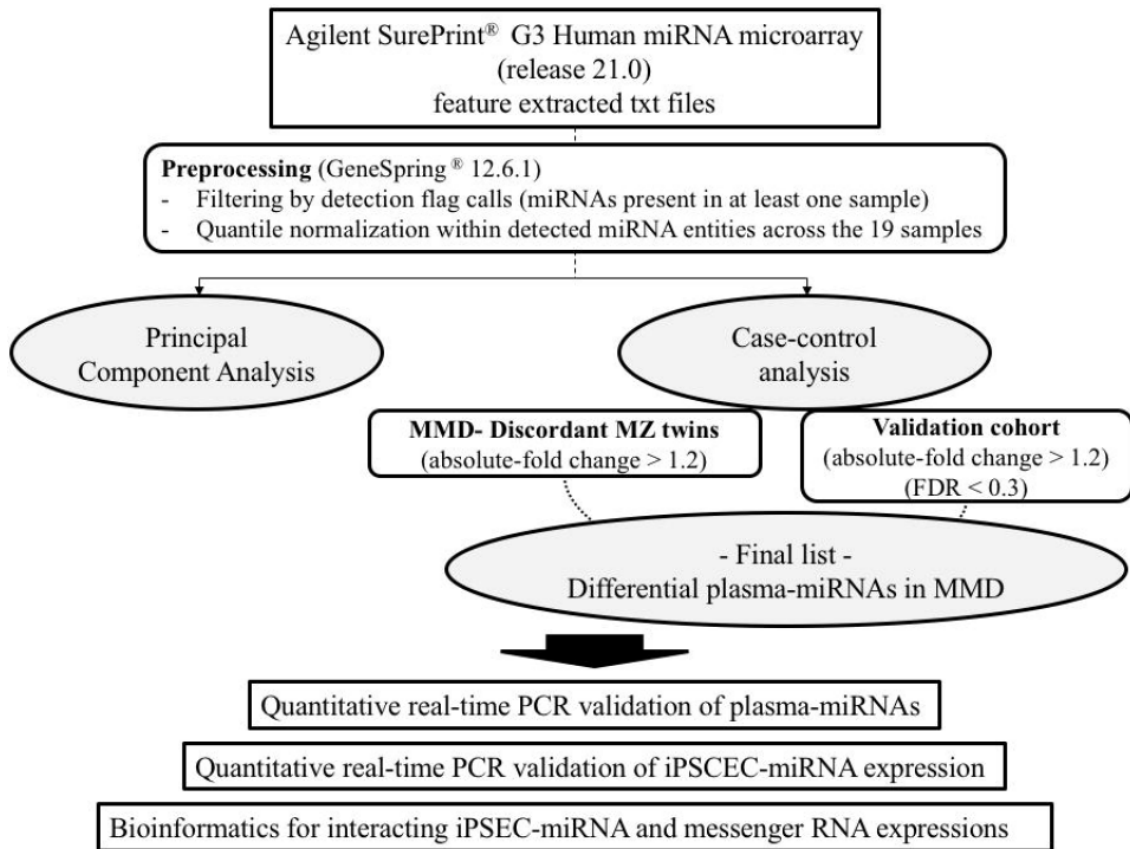 Agilent SurePrint® G3 Human miRNA microarray
(release 21.0)
feature extracted txt files
Preprocessing (GeneSpring ® 12.6.1)
- Filtering by detection flag calls (miRNAs present in at least one sample)
- Quantile normalization within detected miRNA entities across the 19 samples
Principal
Component Analysis
Case-control
analysis
MMD- Discordant MZ twins
(absolute-fold change > 1.2)
Validation cohort
(absolute-fold change > 1.2)
(FDR < 0.3)
- Final list -
Differential plasma-miRNAs in MMD
Quantitative real-time PCR validation of plasma-miRNAs
Quantitative real-time PCR validation of iPSCEC-miRNA expression
Bioinformatics for interacting iPSEC-miRNA and messenger RNA expressions